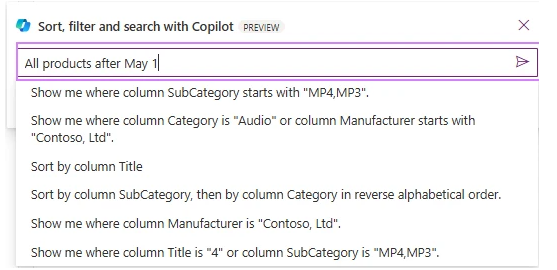 Sort, filter and search with Copilot PREVIEW
All products after May 1
Show me where column SubCategory starts with "MP4,MP3".
Show me where column Category is "Audio" or column Manufacturer starts with
"Contoso, Ltd".
Sort by column Title
Sort by column SubCategory, then by column Category in reverse alphabetical order.
Show me where column Manufacturer is "Contoso, Ltd".
Show me where column Title is "4" or column SubCategory is "MP4,MP3".